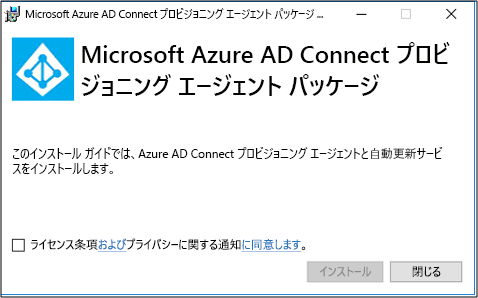 Microsoft Azure AD Connect プロビジョニング エージェント パッケージ ...
Microsoft Azure AD Connect プロビ
ジョニング エージェント パッケージ
このインストール ガイドでは、Azure AD Connect プロビジョニング エージェントと自動更新サービ
スをインストールします。
ライセンス条項およびプライバシーに関する通知に同意します。
インストール
閉じる